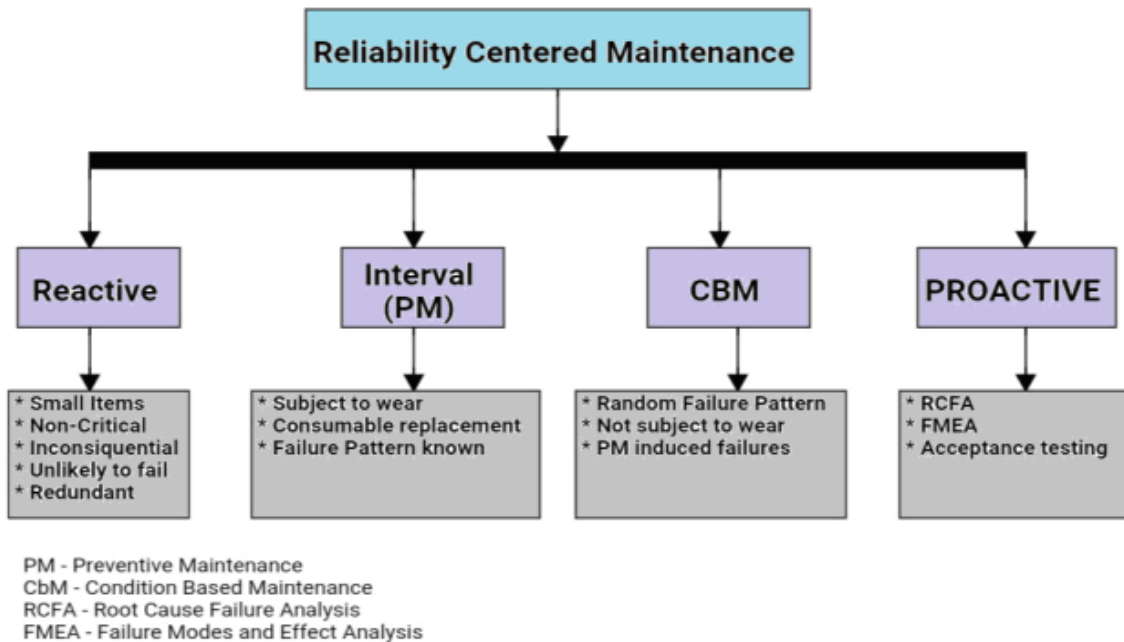 Reliability Centered Maintenance
Reactive
Interval
(PM)
CBM
PROACTIVE
* Small Items
* Non-Critical
* Inconsiquential
* Unlikely to fail
* Redundant
* Subject to wear
* Consumable replacement
* Failure Pattern known
* Random Failure Pattern
* Not subject to wear
* PM induced failures
* RCFA
* FMEA
* Acceptance testing
PM - Preventive Maintenance
CbM - Condition Based Maintenance
RCFA - Root Cause Failure Analysis
FMEA - Failure Modes and Effect Analysis